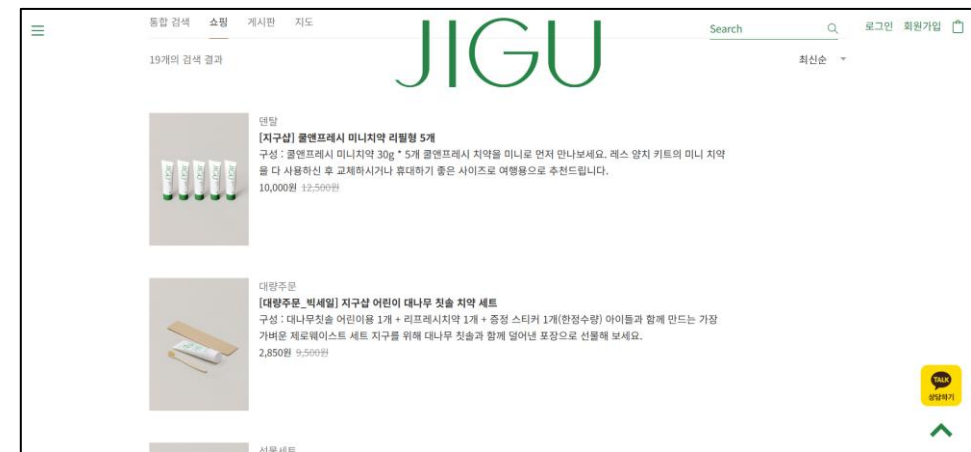 통합 검색 쇼핑 게시판 지도
JIGU
Search
로그인 회원가입
19개의 검색 결과
최신순
덴탈
[지구샵] 쿨앤프레시 미니치약 리필형 5개
구성 : 쿨앤프레시 미니치약 30g * 5개 쿨앤프레시 치약을 미니로 먼저 만나보세요. 레스 양치 키트의 미니 치약
을 다 사용하신 후 교체하시거나 휴대하기 좋은 사이즈로 여행용으로 추천드립니다.
10,000원 12,500원
대량주문
[대량주문_빅세일] 지구샵 어린이 대나무 칫솔 치약 세트
구성 : 대나무칫솔 어린이용 1개 + 리프레시치약 1개 + 증정 스티커 1개(한정수량) 아이들과 함께 만드는 가장
가벼운 제로웨이스트 세트 지구를 위해 대나무 칫솔과 함께 덜어낸 포장으로 선물해 보세요.
2,850원 9,500원
TALK
상담하기
선물세트